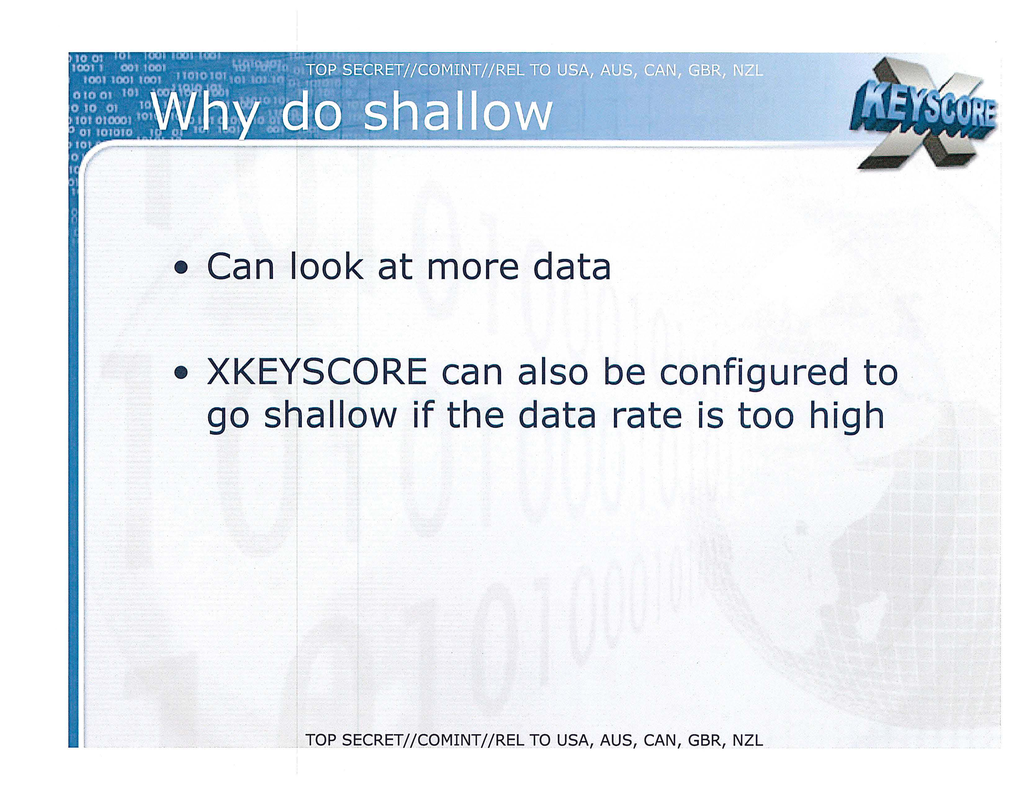 TOP SECRET//COMINT//REL TO USA, AUS, CAN, GBR, NZL
Why do shallow
XKEYSCORE
• Can look at more data
• XKEYSCORE can also be configured to
go shallow if the data rate is too high
TOP SECRET//COMINT//REL TO USA, AUS, CAN, GBR, NZL